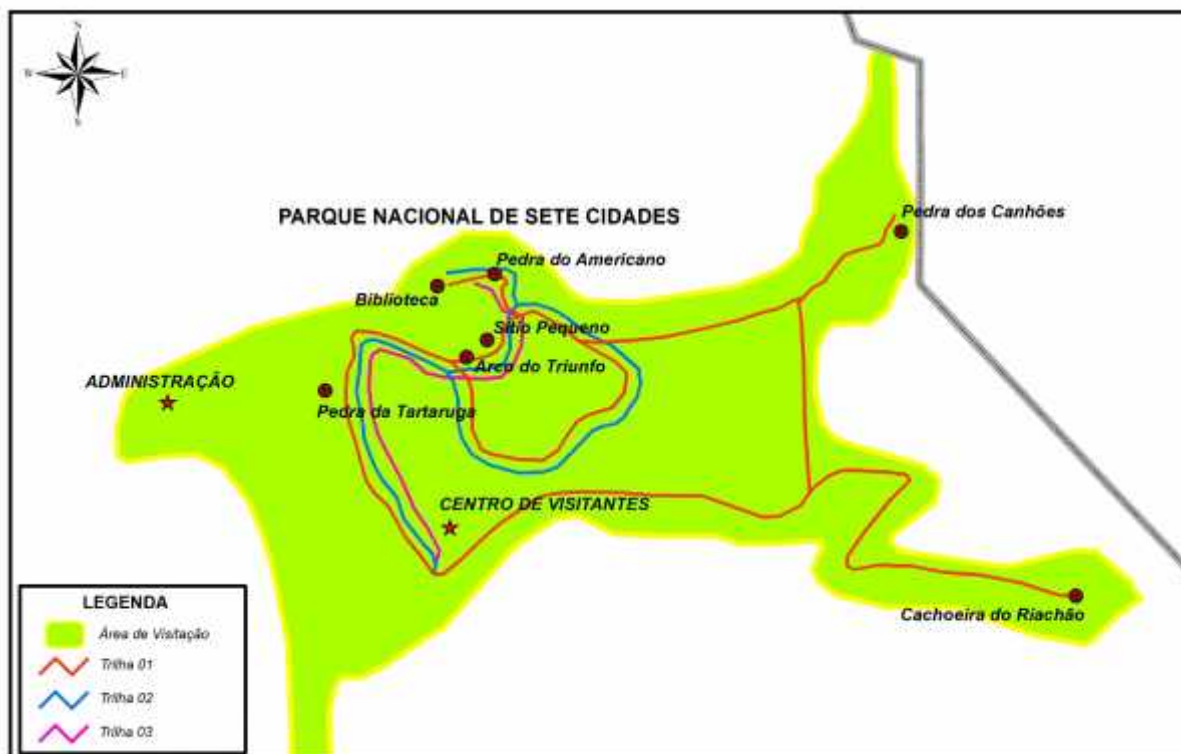 N
W
E
S
PARQUE NACIONAL DE SETE CIDADES
Pedra dos Canhões
Pedra do Americano
Biblioteca
Sítio Pequeno
Arco do Triunfo
ADMINISTRAÇÃO
Pedra da Tartaruga
CENTRO DE VISITANTES
Cachoeira do Riachão
LEGENDA
Área de Visitação
Trilha 01
Trilha 02
Trilha 03